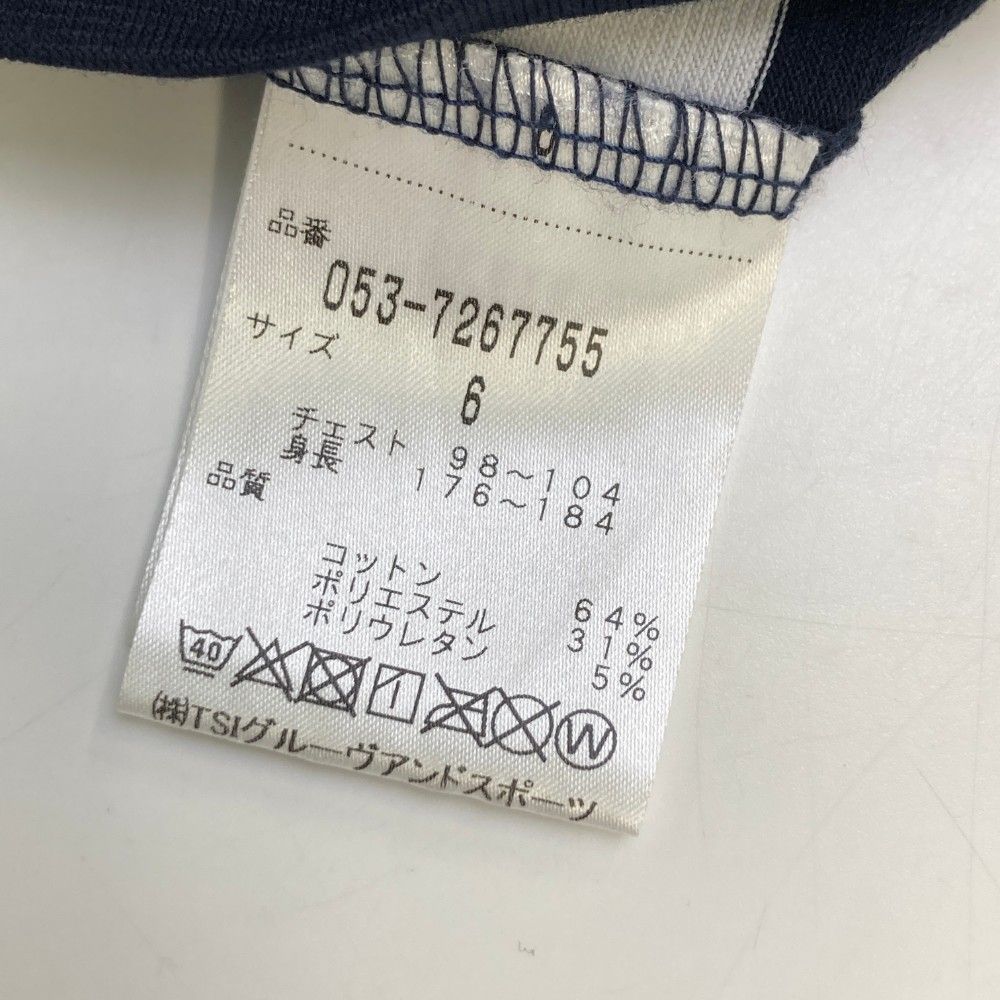 品番
053-7267755
サイズ
6
チェスト 98～104
身長 176～184
品質
コットン 64%
ポリエステル 31%
ポリウレタン 5%
40 W
(株)TSIグルーヴアンドスポーツ